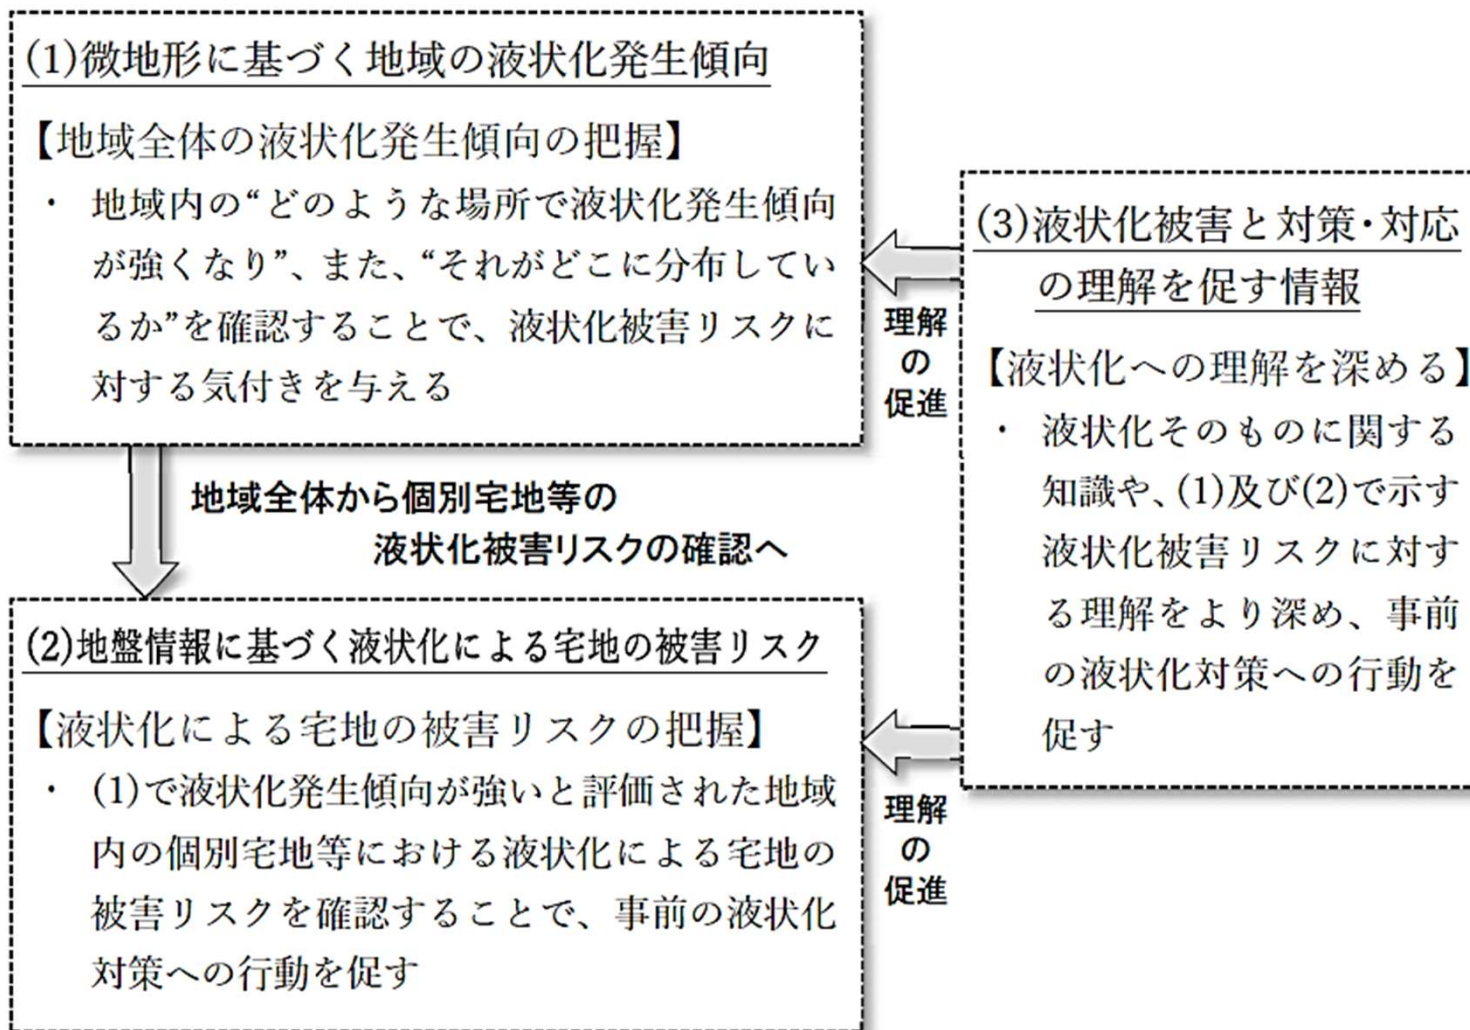 (1)微地形に基づく地域の液状化発生傾向
【地域全体の液状化発生傾向の把握】
・ 地域内の“どのような場所で液状化発生傾向
が強くなり”、また、“それがどこに分布してい
るか”を確認することで、液状化被害リスクに
対する気付きを与える
地域全体から個別宅地等の
液状化被害リスクの確認へ
(2)地盤情報に基づく液状化による宅地の被害リスク
【液状化による宅地の被害リスクの把握】
・ (1)で液状化発生傾向が強いと評価された地域
内の個別宅地等における液状化による宅地の
被害リスクを確認することで、事前の液状化
対策への行動を促す
理解
の
促進
理解
の
促進
(3)液状化被害と対策・対応
の理解を促す情報
【液状化への理解を深める】
・ 液状化そのものに関する
知識や、(1)及び(2)で示す
液状化被害リスクに対す
る理解をより深め、事前
の液状化対策への行動を
促す